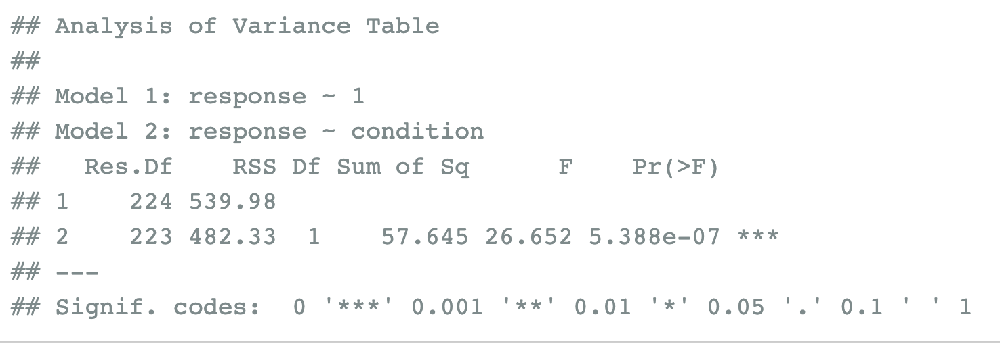 ## Analysis of Variance Table
##
## Model 1: response ~ 1
## Model 2: response ~ condition
##   Res.Df    RSS Df Sum of Sq      F    Pr(>F)
## 1    224 539.98
## 2    223 482.33  1    57.645 26.652 5.388e-07 ***
## ---
## Signif. codes:  0 '***' 0.001 '**' 0.01 '*' 0.05 '.' 0.1 ' ' 1